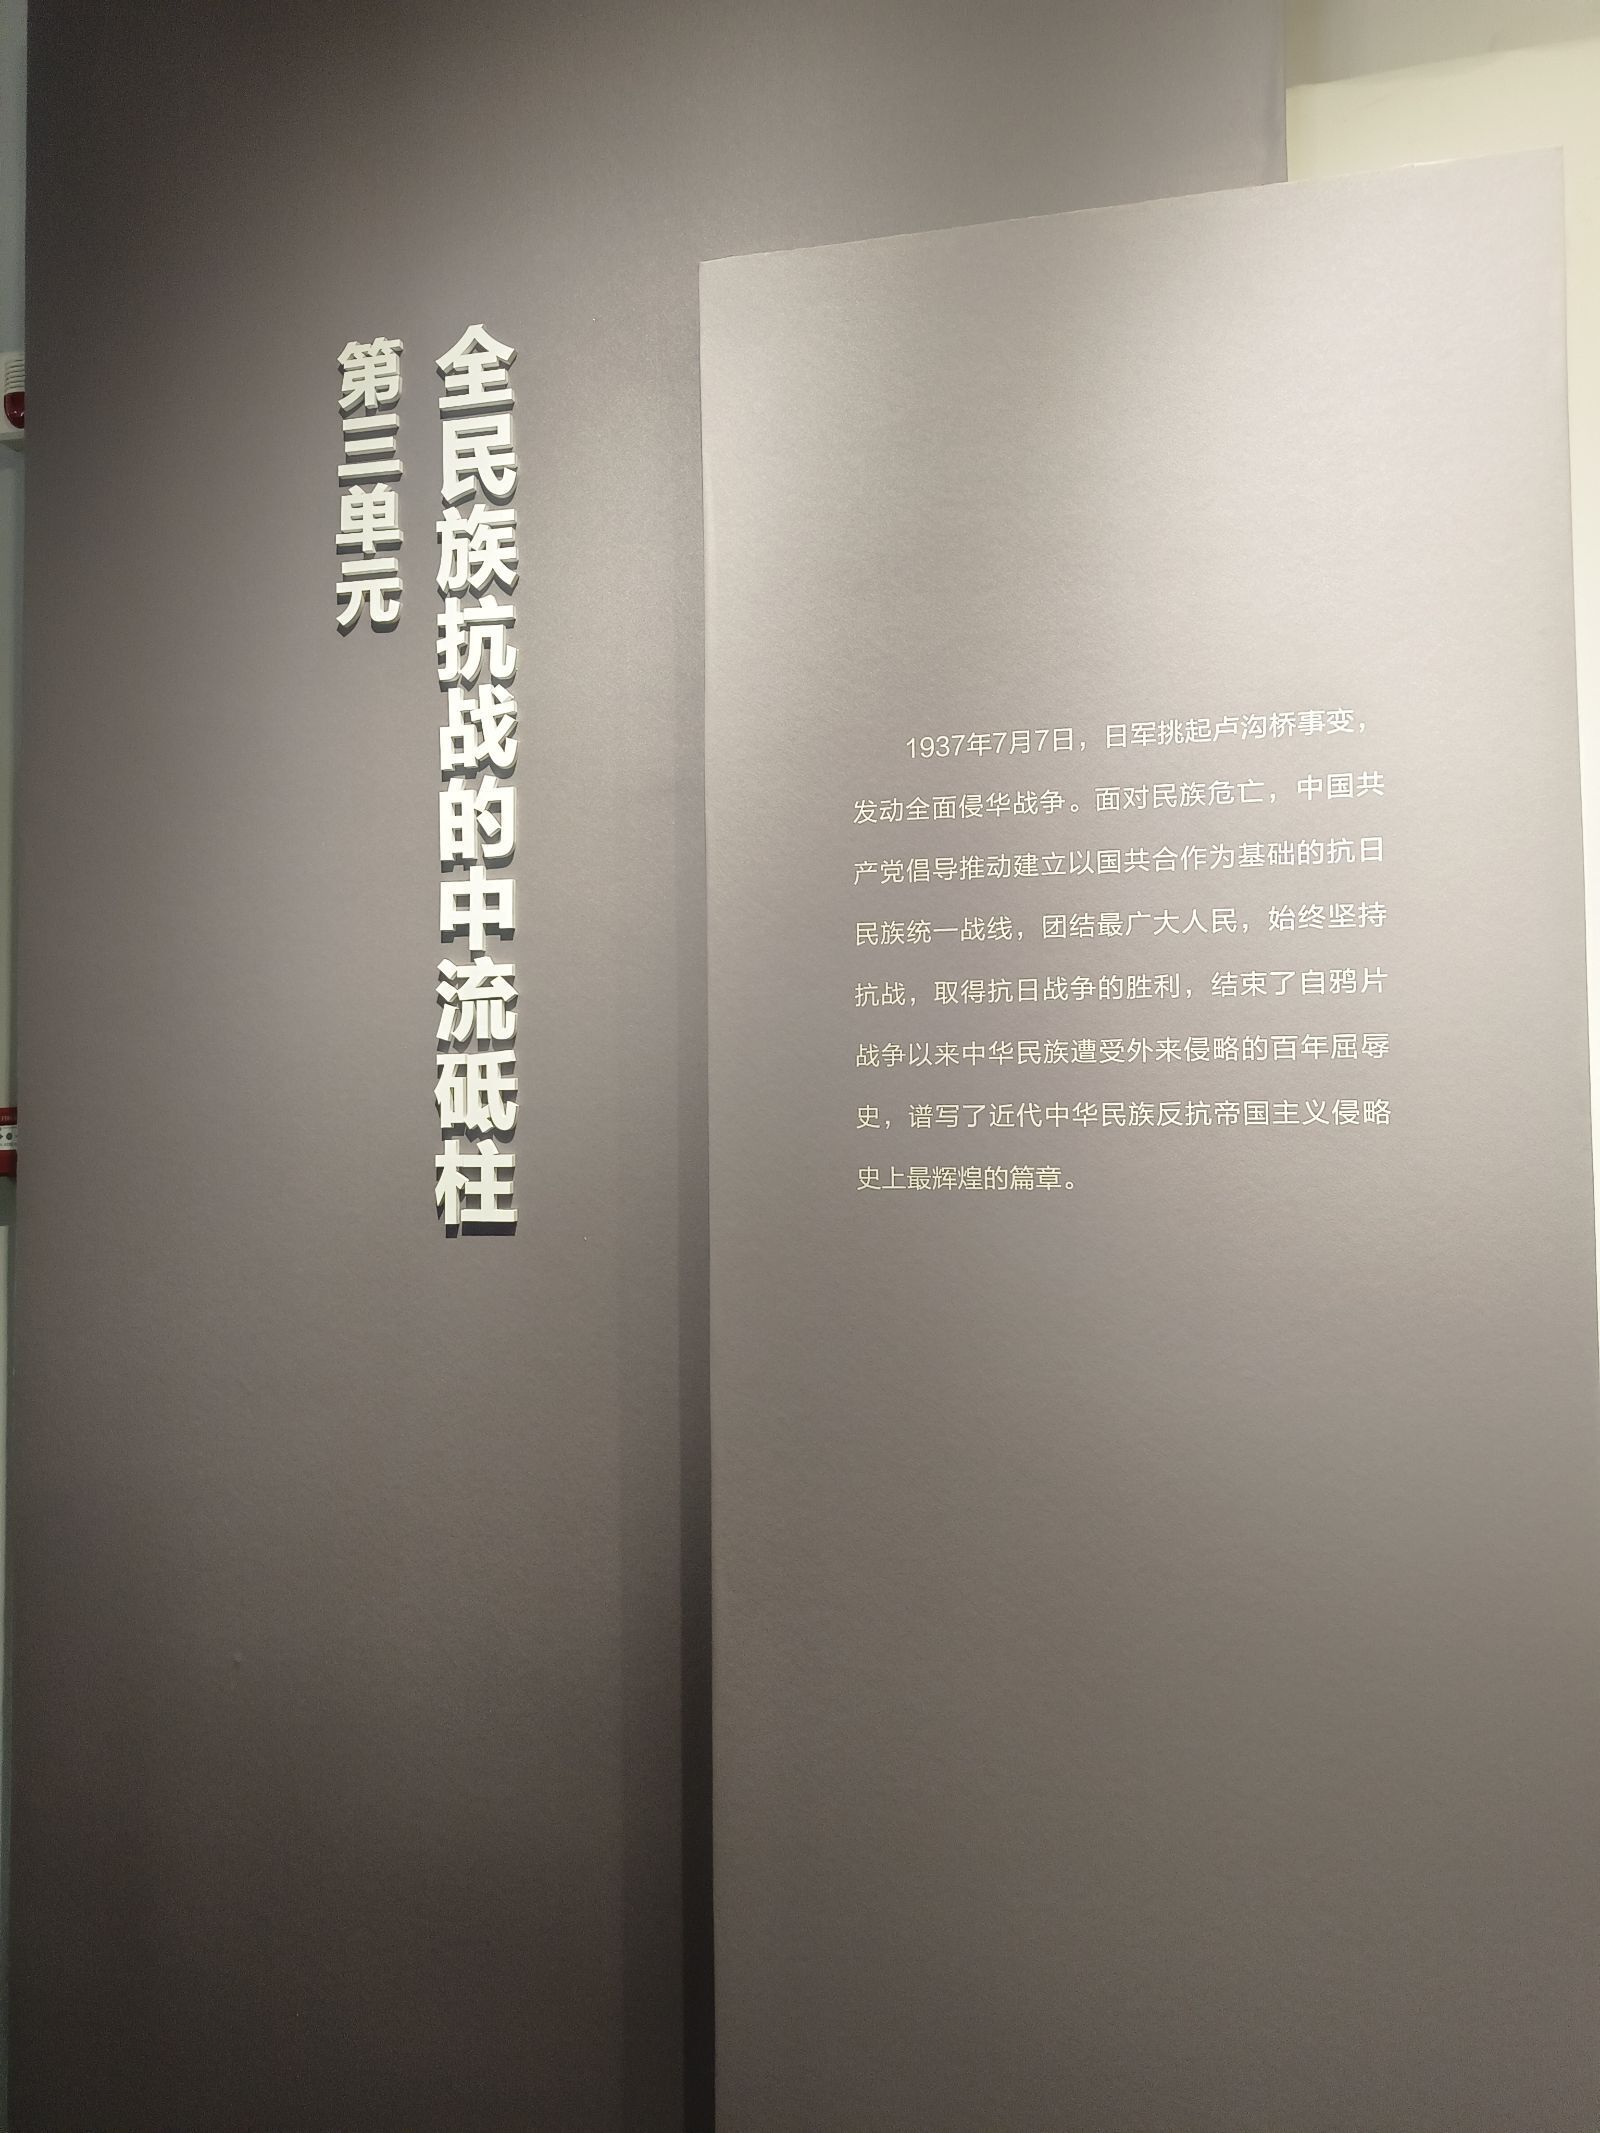 第三单元
全民族抗战的中流砥柱
1937年7月7日，日军挑起卢沟桥事变，
发动全面侵华战争。面对民族危亡，中国共
产党倡导推动建立以国共合作为基础的抗日
民族统一战线，团结最广大人民，始终坚持
抗战，取得抗日战争的胜利，结束了自鸦片
战争以来中华民族遭受外来侵略的百年屈辱
史，谱写了近代中华民族反抗帝国主义侵略
史上最辉煌的篇章。